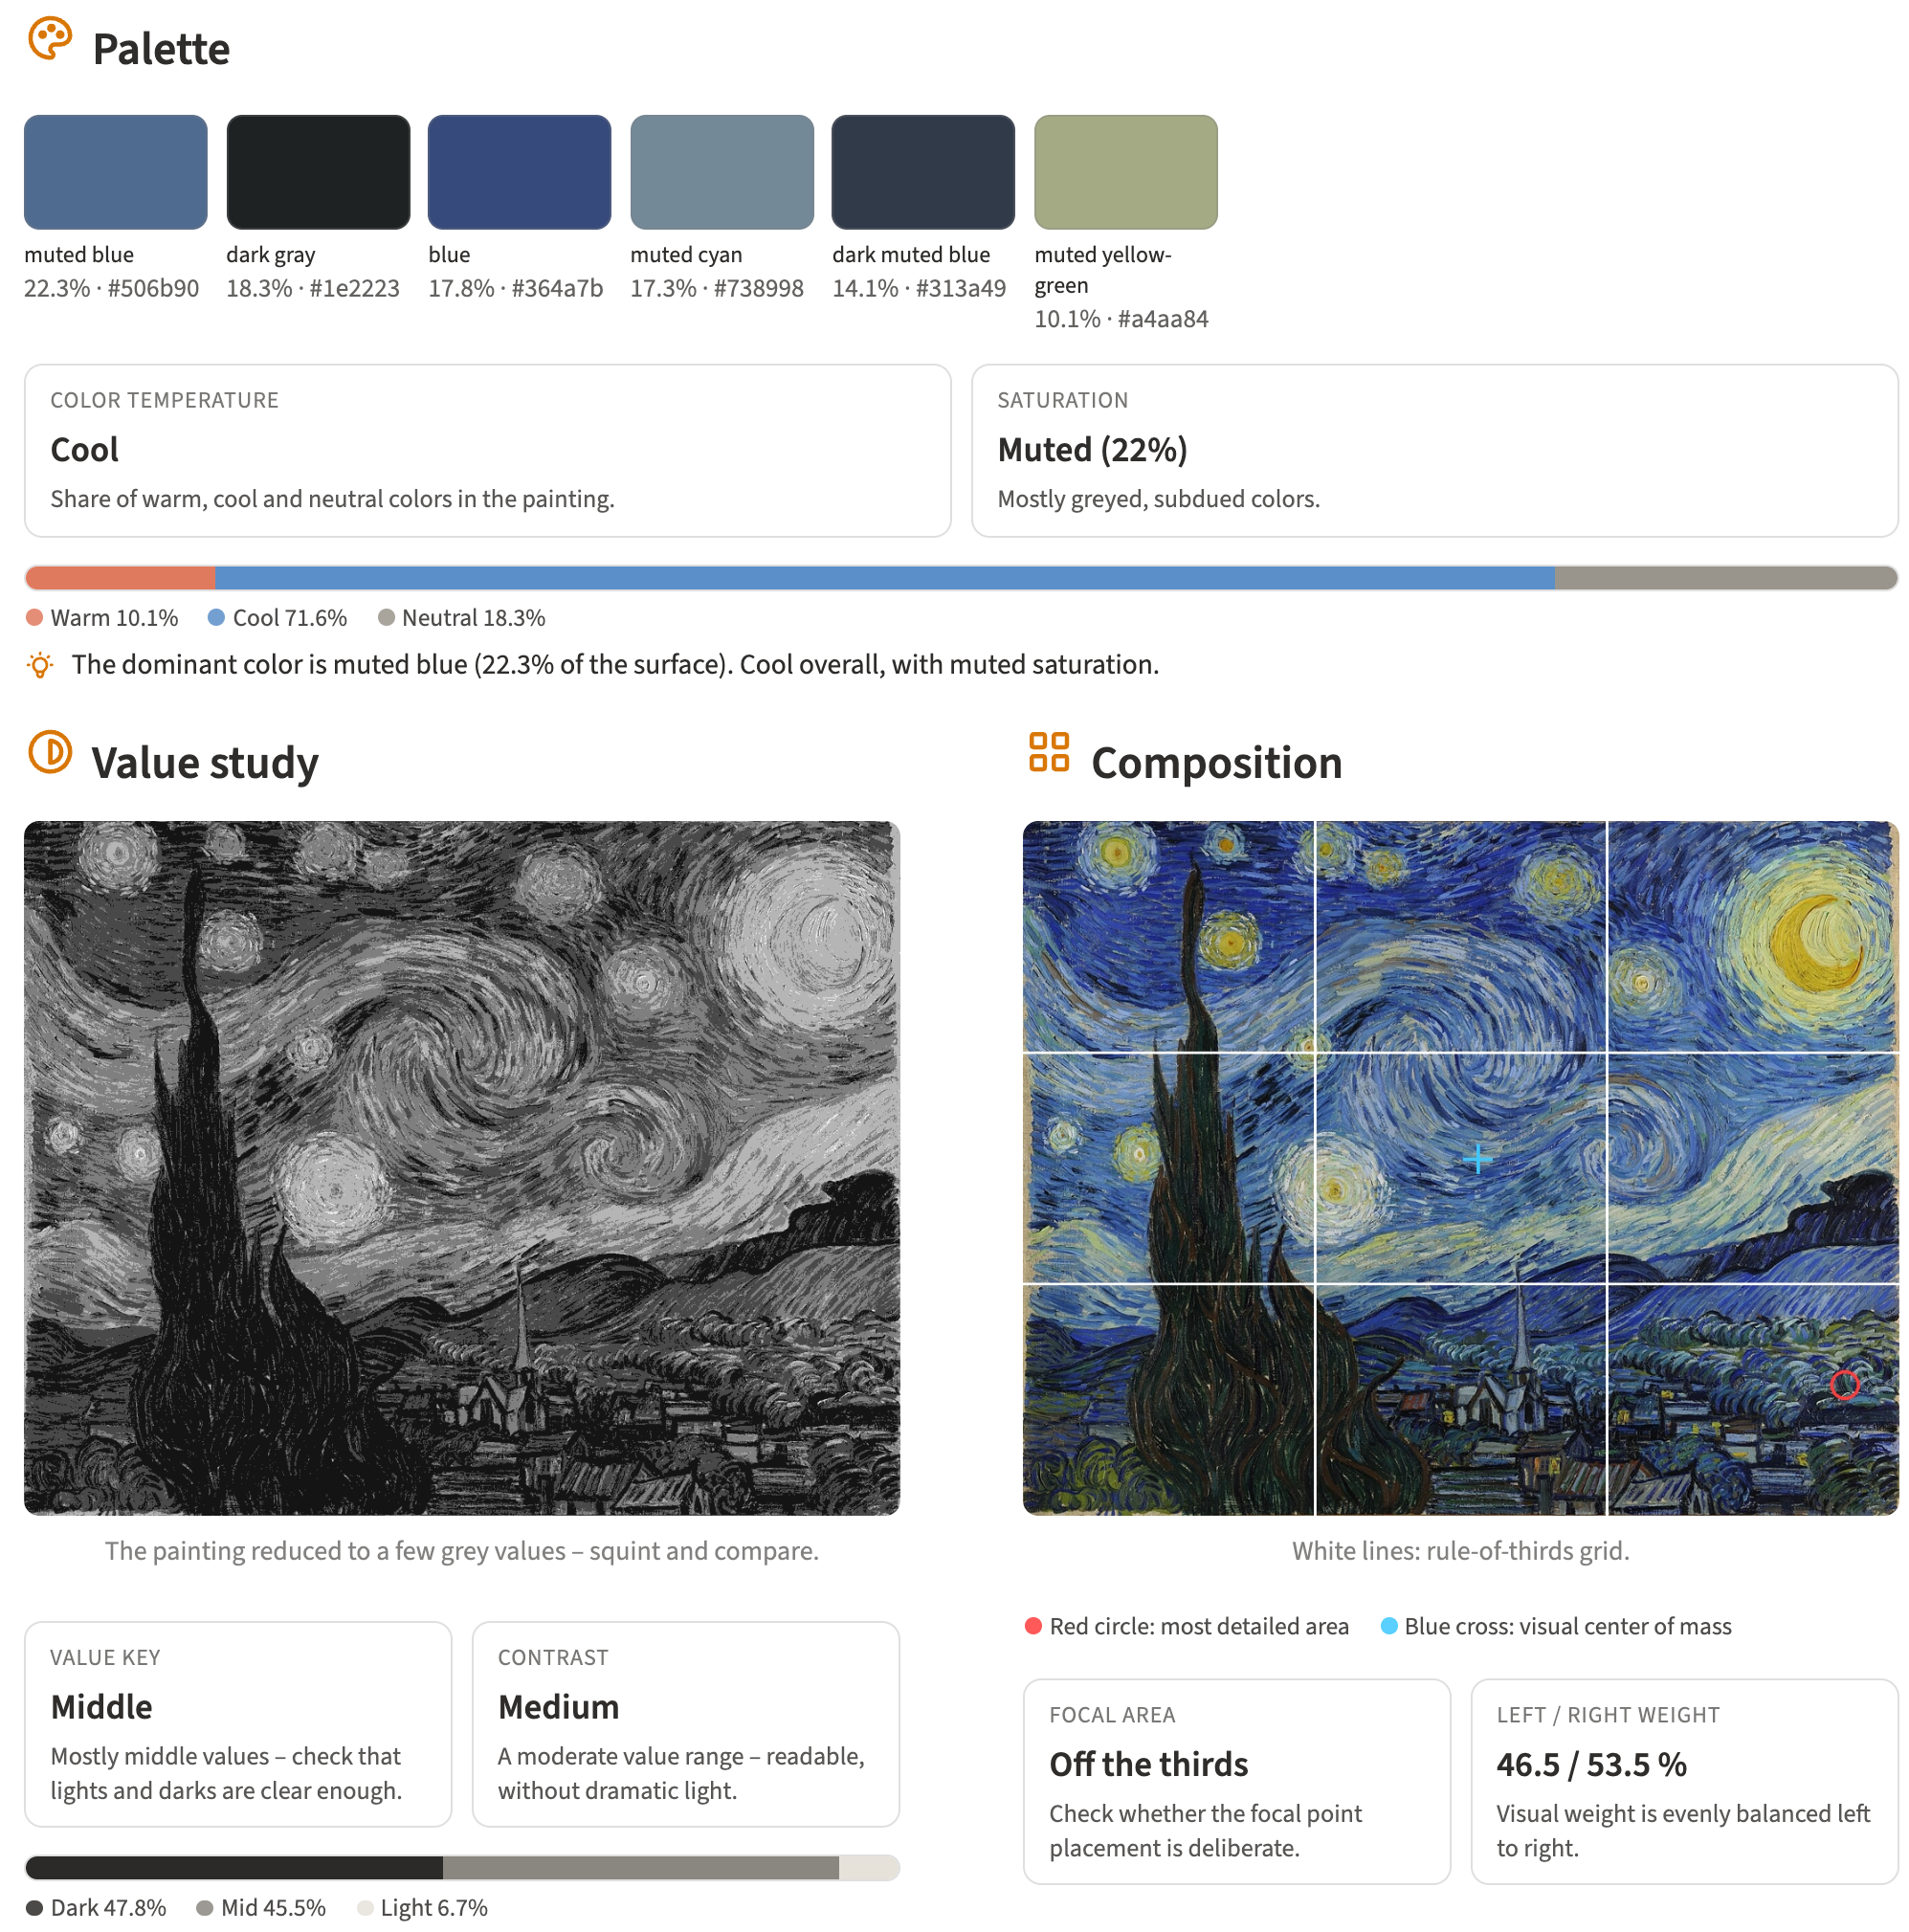 Palette
muted blue
22.3% · #506b90
dark gray
18.3% · #1e2223
blue
17.8% · #364a7b
muted cyan
17.3% · #738998
dark muted blue
14.1% · #313a49
muted yellow-
green
10.1% · #a4aa84
COLOR TEMPERATURE
Cool
Share of warm, cool and neutral colors in the painting.
SATURATION
Muted (22%)
Mostly greyed, subdued colors.
Warm 10.1% Cool 71.6% Neutral 18.3%
The dominant color is muted blue (22.3% of the surface). Cool overall, with muted saturation.
Value study
The painting reduced to a few grey values – squint and compare.
VALUE KEY
Middle
Mostly middle values – check that
lights and darks are clear enough.
CONTRAST
Medium
A moderate value range – readable,
without dramatic light.
Dark 47.8% Mid 45.5% Light 6.7%
Composition
White lines: rule-of-thirds grid.
Red circle: most detailed area Blue cross: visual center of mass
FOCAL AREA
Off the thirds
Check whether the focal point
placement is deliberate.
LEFT / RIGHT WEIGHT
46.5 / 53.5 %
Visual weight is evenly balanced left
to right.